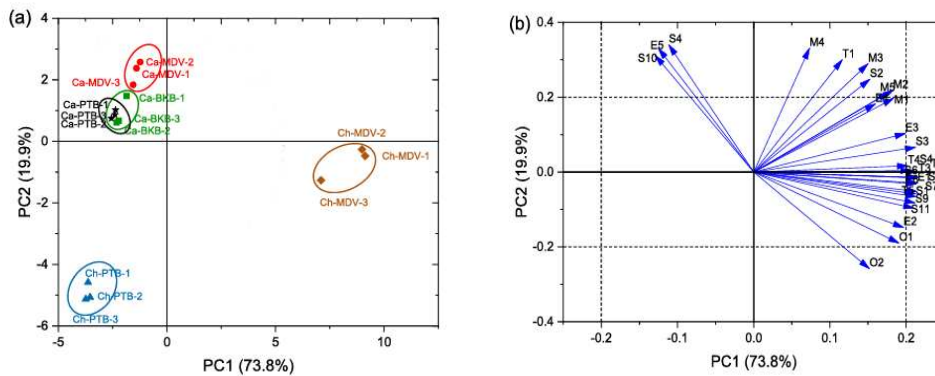 (a)
4
2
0
-2
-4
-6
PC2 (19.9%)
-5
0
5
10
PC1 (73.8%)
Ca-MDV-2
Ca-MDV-1
Ca-MDV-3
Ca-BKB-1
Ca-PTB-1
Ca-PTB-3
Ca-PTB-2
Ca-BKB-3
Ca-BKB-2
Ch-MDV-2
Ch-MDV-1
Ch-MDV-3
Ch-PTB-1
Ch-PTB-2
Ch-PTB-3
(b)
0.4
0.2
0.0
-0.2
-0.4
PC2 (19.9%)
-0.2
-0.1
0.0
0.1
0.2
PC1 (73.8%)
E5
S4
S10
M4
T1
M3
S2
M5
M2
M1
E3
S3
T4
S4
S7
S9
S11
E2
O1
O2